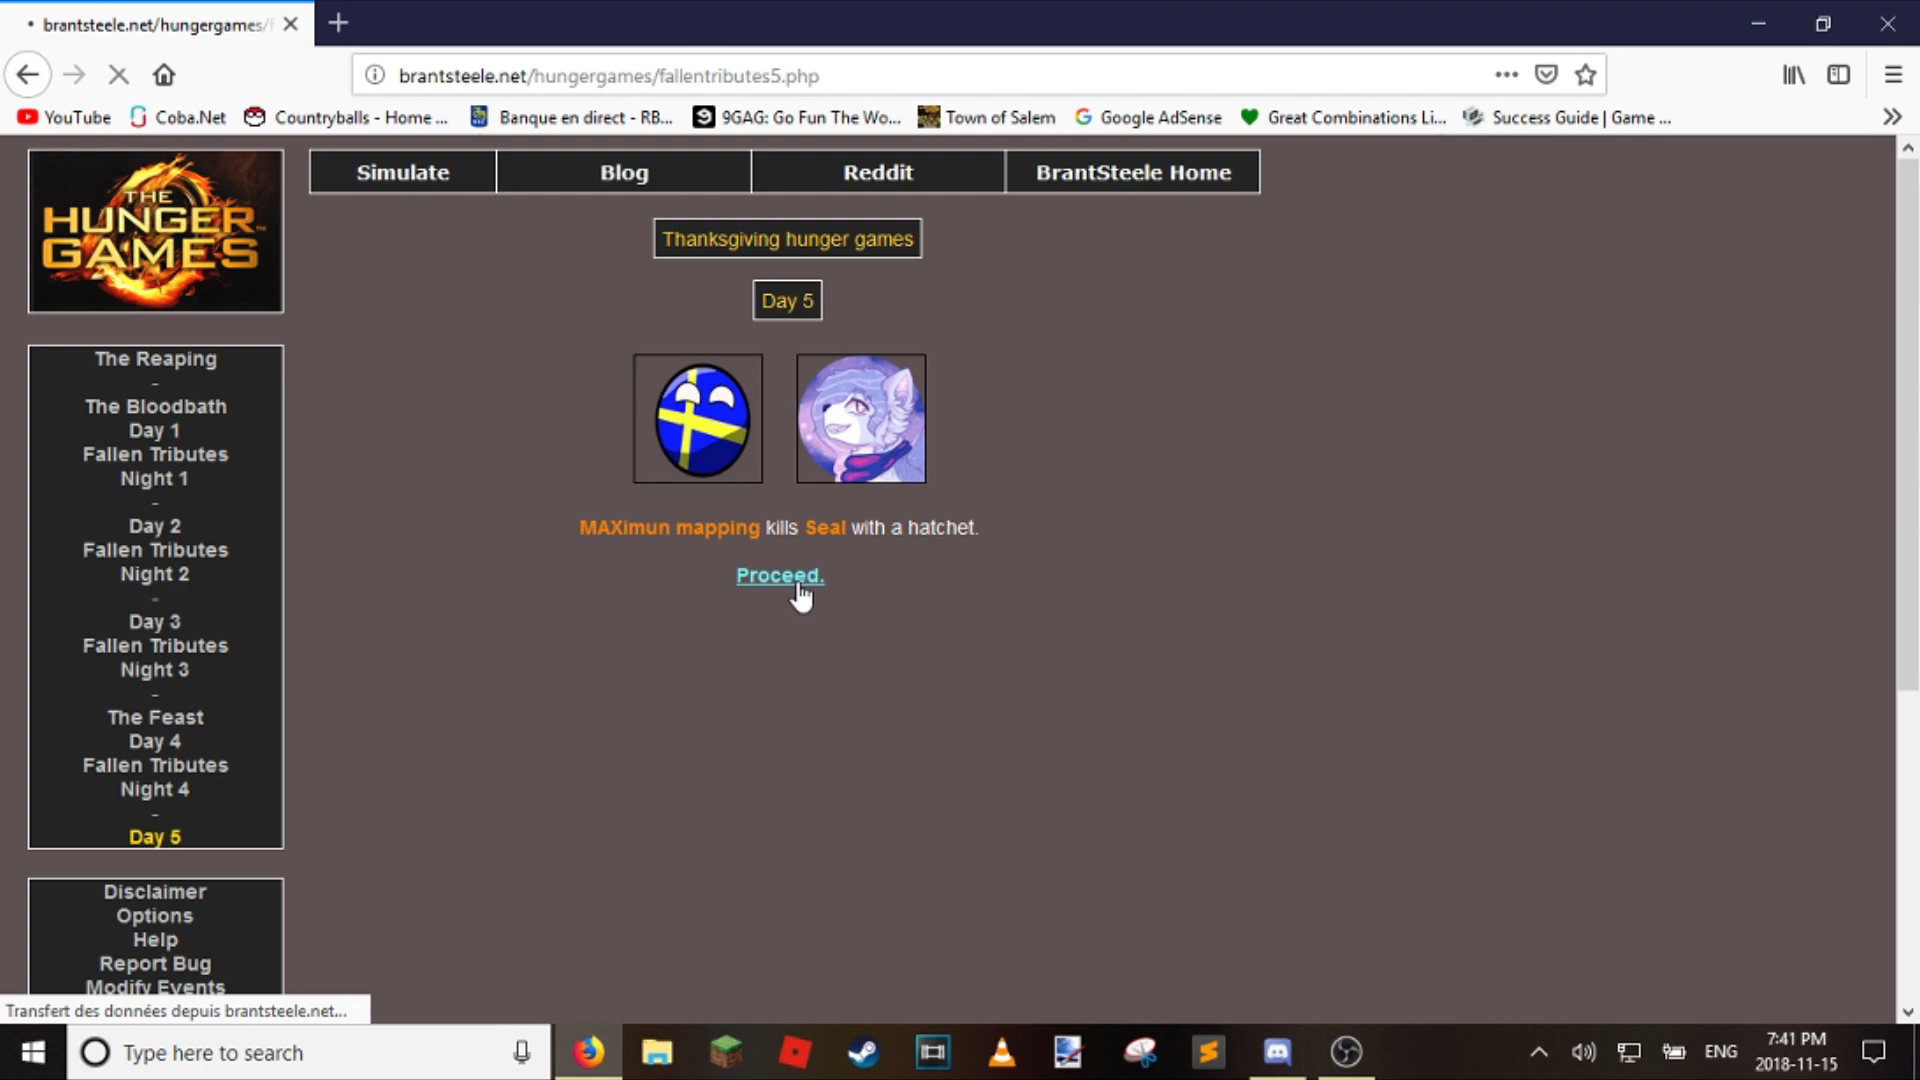 brantsteele.net/hungergames/
brantsteele.net/hungergames/fallentributes5.php
YouTube
Coba.Net
Countryballs - Home ...
Banque en direct - RB...
9GAG: Go Fun The Wo...
Town of Salem
Google AdSense
Great Combinations Li...
Success Guide | Game ...
THE
HUNGER
GAMES
Simulate
Blog
Reddit
BrantSteele Home
Thanksgiving hunger games
Day 5
MAXimun mapping kills Seal with a hatchet.
Proceed.
The Reaping
-
The Bloodbath
Day 1
Fallen Tributes
Night 1
-
Day 2
Fallen Tributes
Night 2
-
Day 3
Fallen Tributes
Night 3
-
The Feast
Day 4
Fallen Tributes
Night 4
-
Day 5
Disclaimer
Options
Help
Report Bug
Modify Events
Transfert des données depuis brantsteele.net...
Type here to search
ENG
7:41 PM
2018-11-15